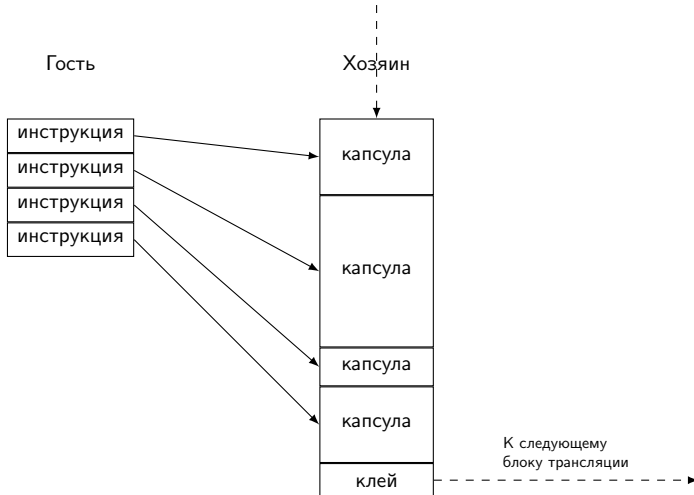 Гость
Хозяин
инструкция
инструкция
инструкция
инструкция
капсула
капсула
капсула
капсула
клей
К следующему
блоку трансляции